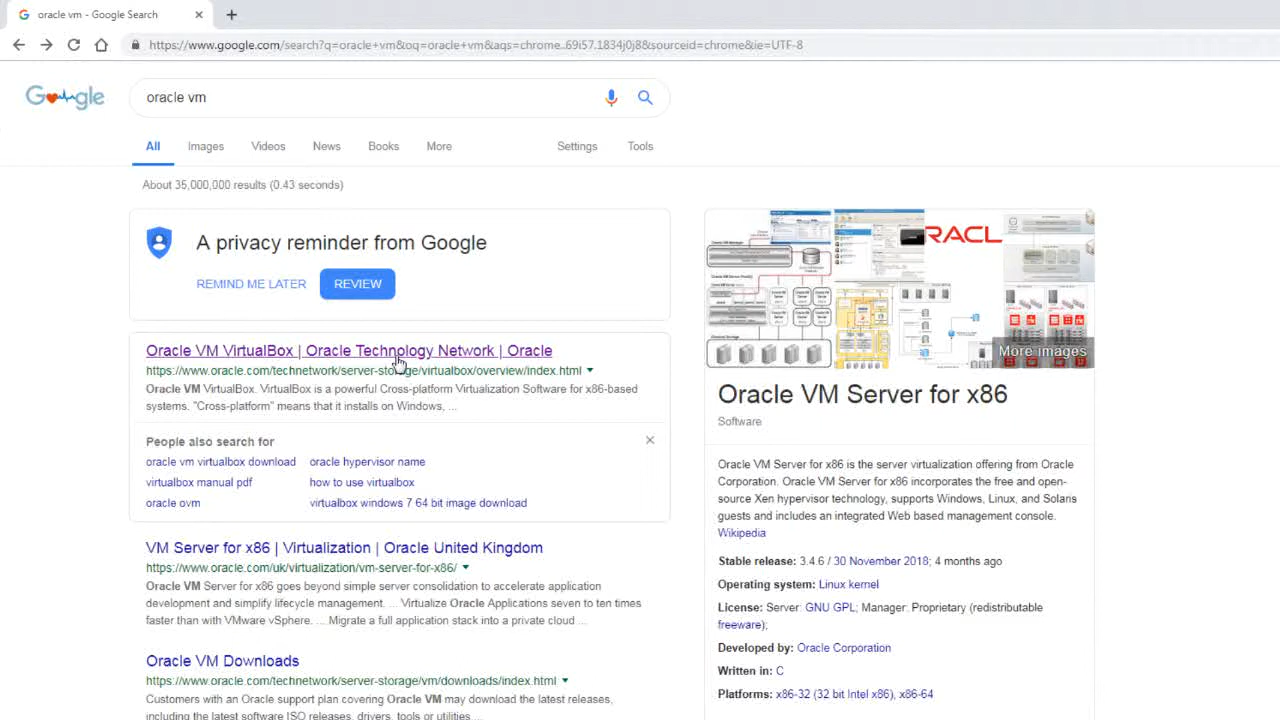 oracle vm - Google Search
https://www.google.com/search?q=oracle+vm&oq=oracle+vm&aqs=chrome..69i57.1834j0j8&sourceid=chrome&ie=UTF-8
Google
oracle vm
All Images Videos News Books More Settings Tools
About 35,000,000 results (0.43 seconds)
A privacy reminder from Google
REMIND ME LATER REVIEW
Oracle VM VirtualBox | Oracle Technology Network | Oracle
https://www.oracle.com/technetwork/server-storage/virtualbox/overview/index.html
Oracle VM VirtualBox. VirtualBox is a powerful Cross-platform Virtualization Software for x86-based
systems. "Cross-platform" means that it installs on Windows, ...
People also search for
oracle vm virtualbox download oracle hypervisor name
virtualbox manual pdf how to use virtualbox
oracle ovm virtualbox windows 7 64 bit image download
VM Server for x86 | Virtualization | Oracle United Kingdom
https://www.oracle.com/uk/virtualization/vm-server-for-x86/
Oracle VM Server for x86 goes beyond simple server consolidation to accelerate application
development and simplify lifecycle management. ... Virtualize Oracle Applications seven to ten times
faster than with VMware vSphere. ... Migrate a full application stack into a private cloud ...
Oracle VM Downloads
https://www.oracle.com/technetwork/server-storage/vm/downloads/index.html
Customers with an Oracle support plan covering Oracle VM may download the latest releases,
including the latest software ISO releases, drivers, tools or utilities...
ORACL
More images
Oracle VM Server for x86
Software
Oracle VM Server for x86 is the server virtualization offering from Oracle
Corporation. Oracle VM Server for x86 incorporates the free and open-
source Xen hypervisor technology, supports Windows, Linux, and Solaris
guests and includes an integrated Web based management console.
Wikipedia
Stable release: 3.4.6 / 30 November 2018; 4 months ago
Operating system: Linux kernel
License: Server: GNU GPL; Manager: Proprietary (redistributable
freeware);
Developed by: Oracle Corporation
Written in: C
Platforms: x86-32 (32 bit Intel x86), x86-64